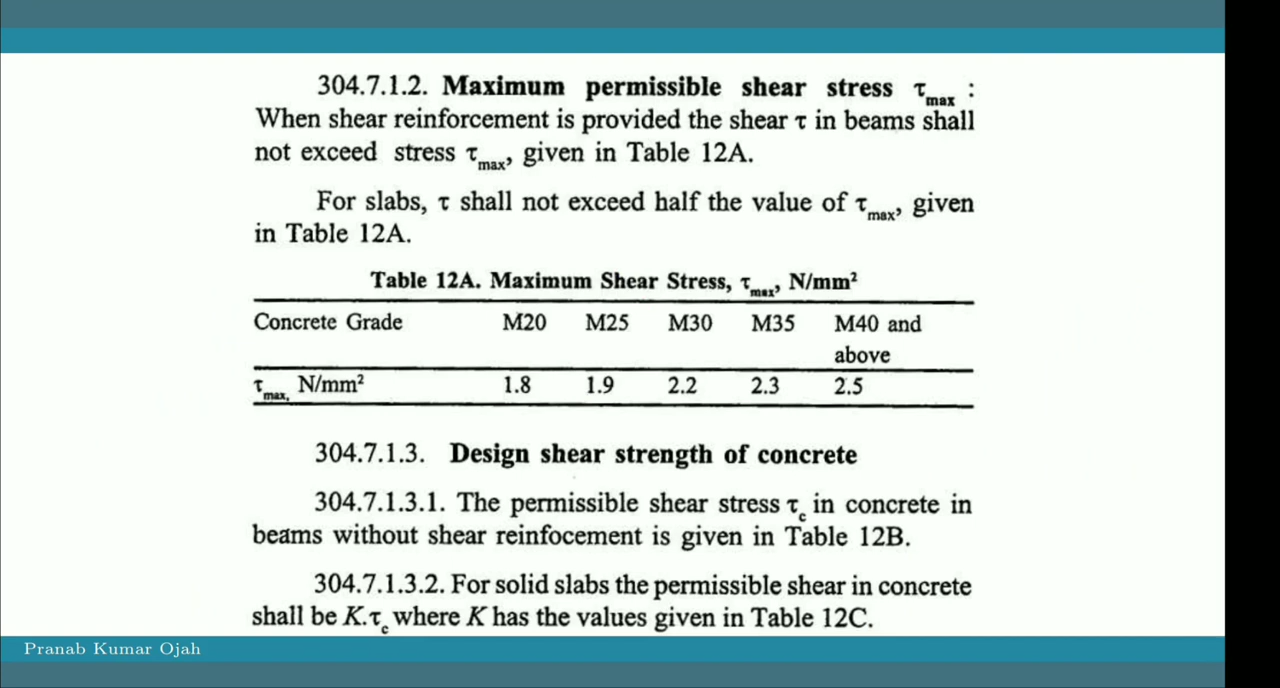 304.7.1.2. Maximum permissible shear stress τmax :
When shear reinforcement is provided the shear τ in beams shall
not exceed stress τmax, given in Table 12A.
For slabs, τ shall not exceed half the value of τmax, given
in Table 12A.
Table 12A. Maximum Shear Stress, τmax, N/mm²
Concrete Grade M20 M25 M30 M35 M40 and
above
τmax, N/mm² 1.8 1.9 2.2 2.3 2.5
304.7.1.3. Design shear strength of concrete
304.7.1.3.1. The permissible shear stress τc in concrete in
beams without shear reinfocement is given in Table 12B.
304.7.1.3.2. For solid slabs the permissible shear in concrete
shall be K.τc where K has the values given in Table 12C.
Pranab Kumar Ojah